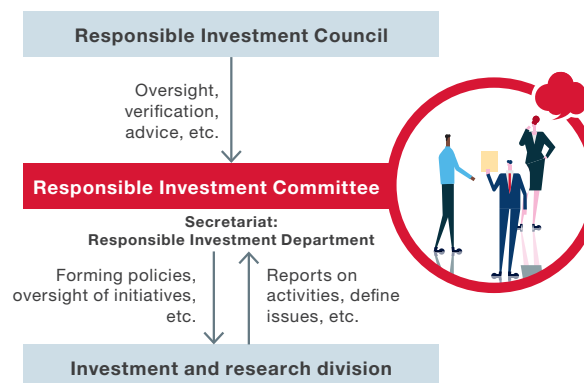 Responsible Investment Council
Oversight,
verification,
advice, etc.
Responsible Investment Committee
Secretariat:
Responsible Investment Department
Forming policies,
oversight of initiatives,
etc.
Reports on
activities, define
issues, etc.
Investment and research division